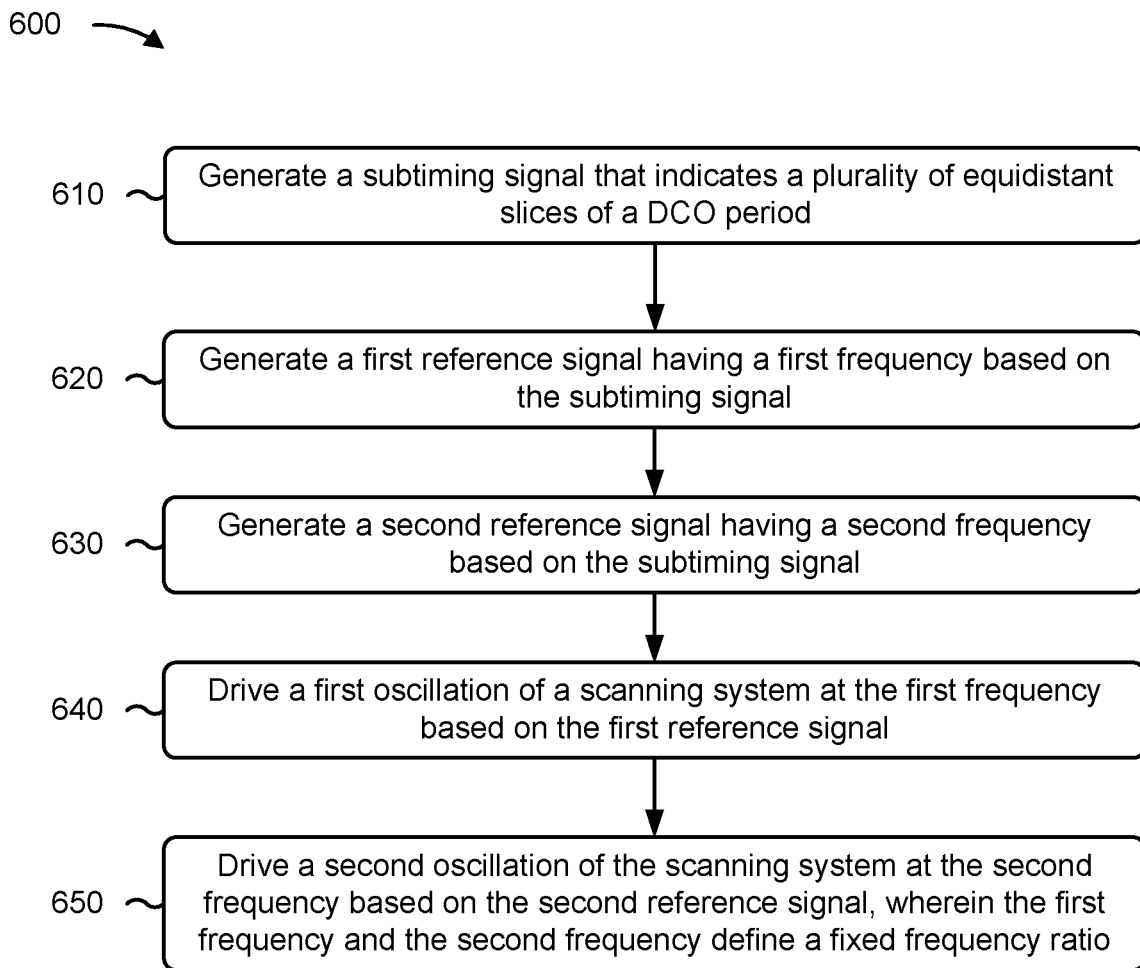 600
610
Generate a subtiming signal that indicates a plurality of equidistant
slices of a DCO period
620
Generate a first reference signal having a first frequency based on
the subtiming signal
630
Generate a second reference signal having a second frequency
based on the subtiming signal
640
Drive a first oscillation of a scanning system at the first frequency
based on the first reference signal
650
Drive a second oscillation of the scanning system at the second
frequency based on the second reference signal, wherein the first
frequency and the second frequency define a fixed frequency ratio